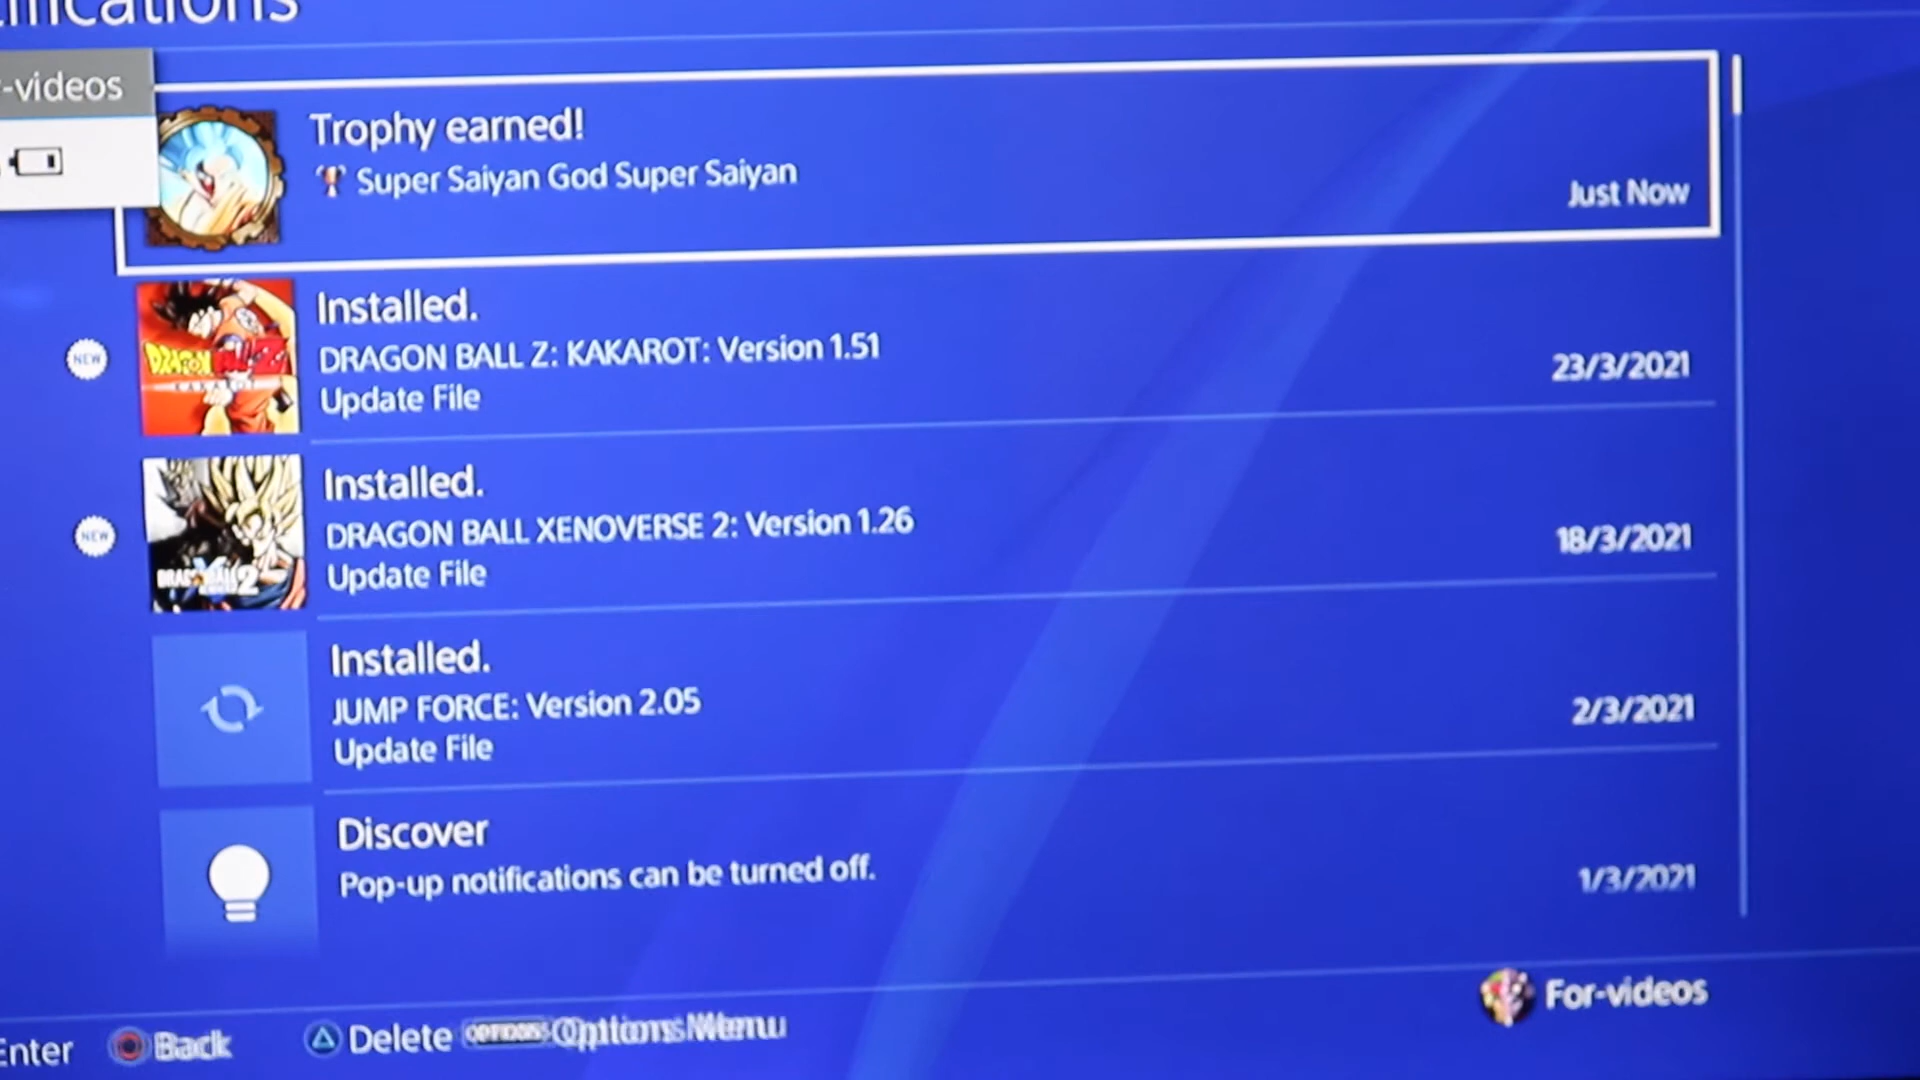 -videos
Trophy earned!
Super Saiyan God Super Saiyan
Just Now
NEW
Installed.
DRAGON BALL Z: KAKAROT: Version 1.51
Update File
23/3/2021
NEW
Installed.
DRAGON BALL XENOVERSE 2: Version 1.26
Update File
18/3/2021
Installed.
JUMP FORCE: Version 2.05
Update File
2/3/2021
Discover
Pop-up notifications can be turned off.
1/3/2021
For-videos
Enter Back Delete OPTIONS Options Menu